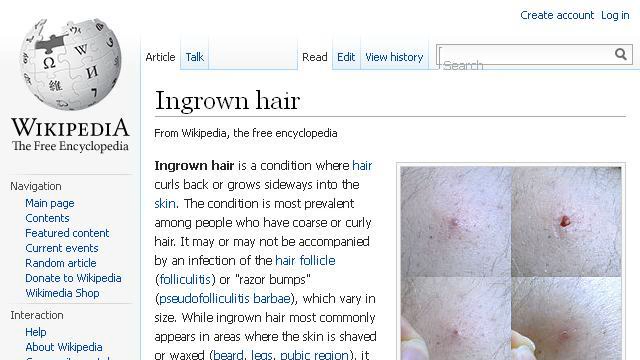 Create account Log in
Article Talk Read Edit View history Search
Ingrown hair
From Wikipedia, the free encyclopedia
Ingrown hair is a condition where hair
curls back or grows sideways into the
skin. The condition is most prevalent
among people who have coarse or curly
hair. It may or may not be accompanied
by an infection of the hair follicle
(folliculitis) or "razor bumps"
(pseudofolliculitis barbae), which vary in
size. While ingrown hair most commonly
appears in areas where the skin is shaved
or waxed (beard, legs, pubic region), it
WIKIPEDIA
The Free Encyclopedia
Navigation
Main page
Contents
Featured content
Current events
Random article
Donate to Wikipedia
Wikimedia Shop
Interaction
Help
About Wikipedia